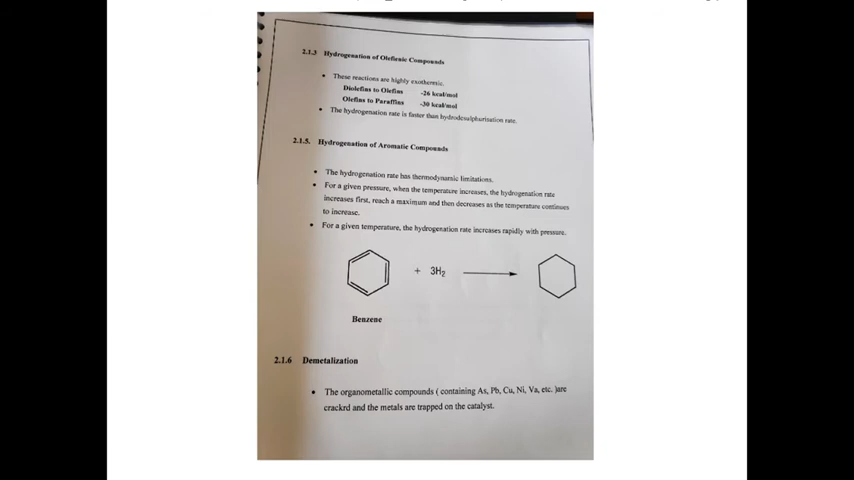 2.1.3 Hydrogenation of Olefienic Compounds
• These reactions are highly exothermic.
Diolefins to Olefins -26 kcal/mol
Olefins to Paraffins -30 kcal/mol
• The hydrogenation rate is faster than hydrodesulphurisation rate.
2.1.5. Hydrogenation of Aromatic Compounds
• The hydrogenation rate has thermodynamic limitations.
• For a given pressure, when the temperature increases, the hydrogenation rate
increases first, reach a maximum and then decreases as the temperature continues
to increase.
• For a given temperature, the hydrogenation rate increases rapidly with pressure.
+ 3H2
Benzene
2.1.6 Demetalization
• The organometallic compounds ( containing As, Pb, Cu, Ni, Va, etc. )are
crackrd and the metals are trapped on the catalyst.